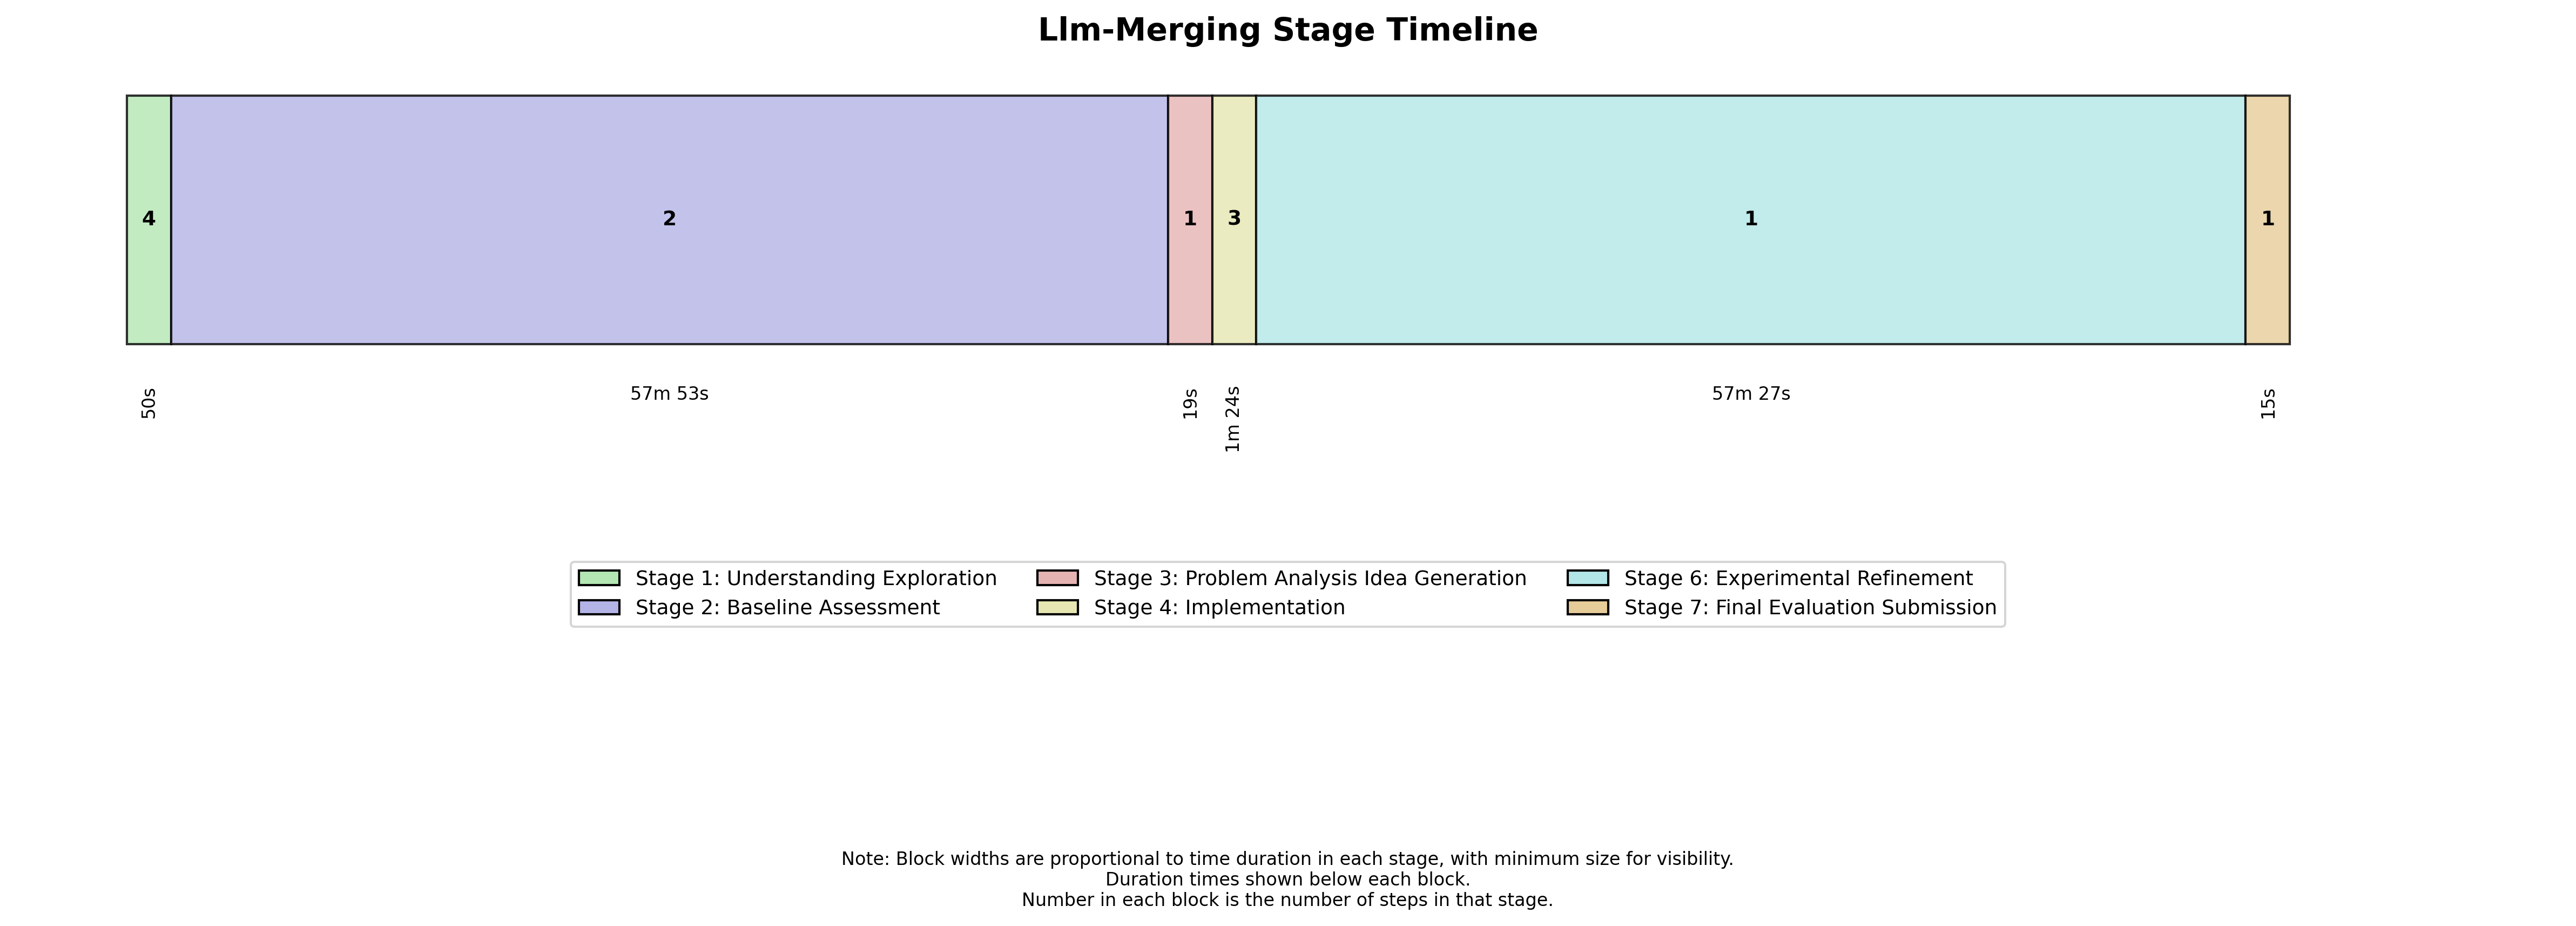 Llm-Merging Stage Timeline
4
2
1
3
1
1
50s
57m 53s
19s
1m 24s
57m 27s
15s
Stage 1: Understanding Exploration
Stage 2: Baseline Assessment
Stage 3: Problem Analysis Idea Generation
Stage 4: Implementation
Stage 6: Experimental Refinement
Stage 7: Final Evaluation Submission
Note: Block widths are proportional to time duration in each stage, with minimum size for visibility.
Duration times shown below each block.
Number in each block is the number of steps in that stage.